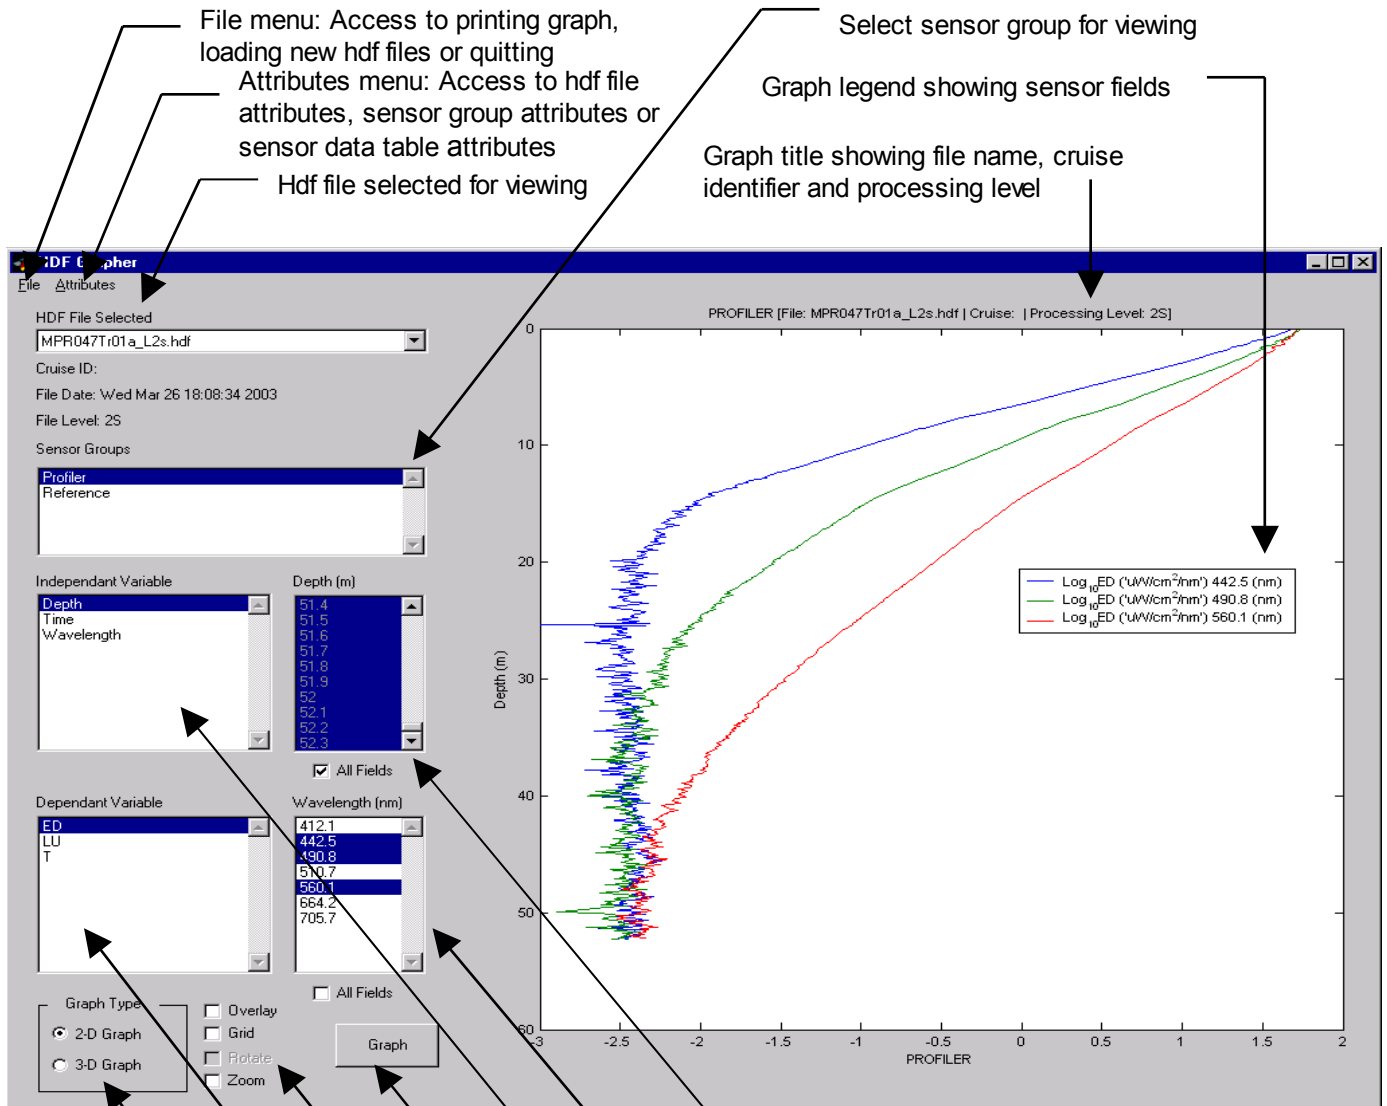 File menu: Access to printing graph,
loading new hdf files or quitting
Attributes menu: Access to hdf file
attributes, sensor group attributes or
sensor data table attributes
Hdf file selected for viewing
Select sensor group for viewing
Graph legend showing sensor fields
Graph title showing file name, cruise
identifier and processing level
HDF Grapher
File Attributes
HDF File Selected
MPR047Tr01a_L2s.hdf
Cruise ID:
File Date: Wed Mar 26 18:08:34 2003
File Level: 2S
Sensor Groups
Profiler
Reference
Independant Variable
Depth
Time
Wavelength
Depth (m)
51.4
51.5
51.6
51.7
51.8
51.9
52
52.1
52.2
52.3
All Fields
Dependant Variable
ED
LU
T
Wavelength (nm)
412.1
442.5
490.8
510.7
560.1
664.2
705.7
All Fields
Graph Type
2-D Graph
3-D Graph
Overlay
Grid
Rotate
Zoom
Graph
PROFILER [File: MPR047Tr01a_L2s.hdf | Cruise: | Processing Level: 2S]
0
10
20
30
40
50
60
Depth (m)
Log₁₀ED ('uW/cm²/nm') 442.5 (nm)
Log₁₀ED ('uW/cm²/nm') 490.8 (nm)
Log₁₀ED ('uW/cm²/nm') 560.1 (nm)
-3 -2.5 -2 -1.5 -1 -0.5 0 0.5 1 1.5 2
PROFILER